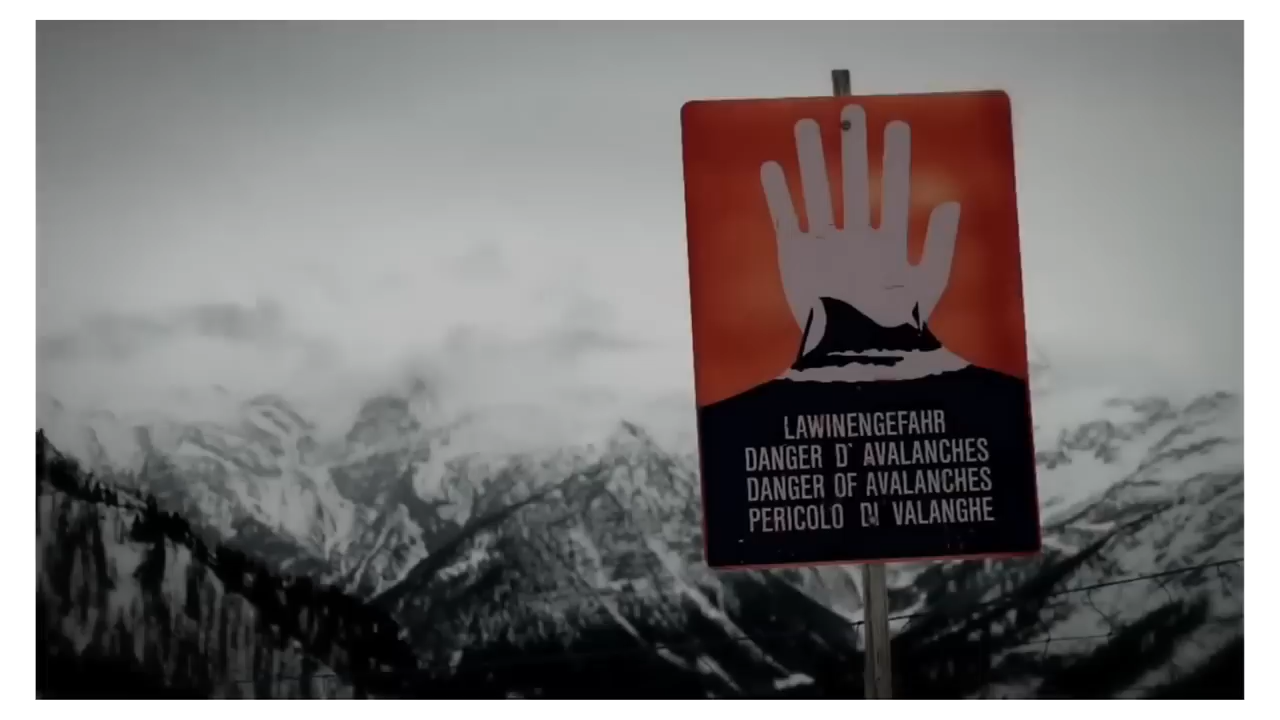 LAWINENGEFAHR
DANGER D' AVALANCHES
DANGER OF AVALANCHES
PERICOLO DI VALANGHE